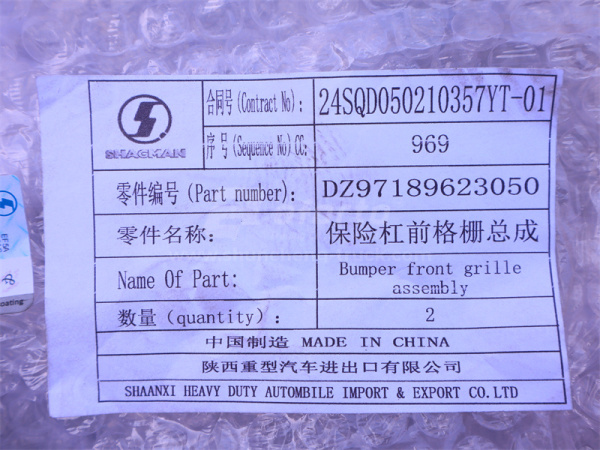 合同号(Contract No): 24SQD050210357YT-01
序号(Sequence No)CC: 969
SHACMAN
零件编号(Part number): DZ97189623050
零件名称: 保险杠前格栅总成
Name Of Part: Bumper front grille
assembly
数量(quantity): 2
中国制造 MADE IN CHINA
陕西重型汽车进出口有限公司
SHAANXI HEAVY DUTY AUTOMBILE IMPORT & EXPORT CO.LTD